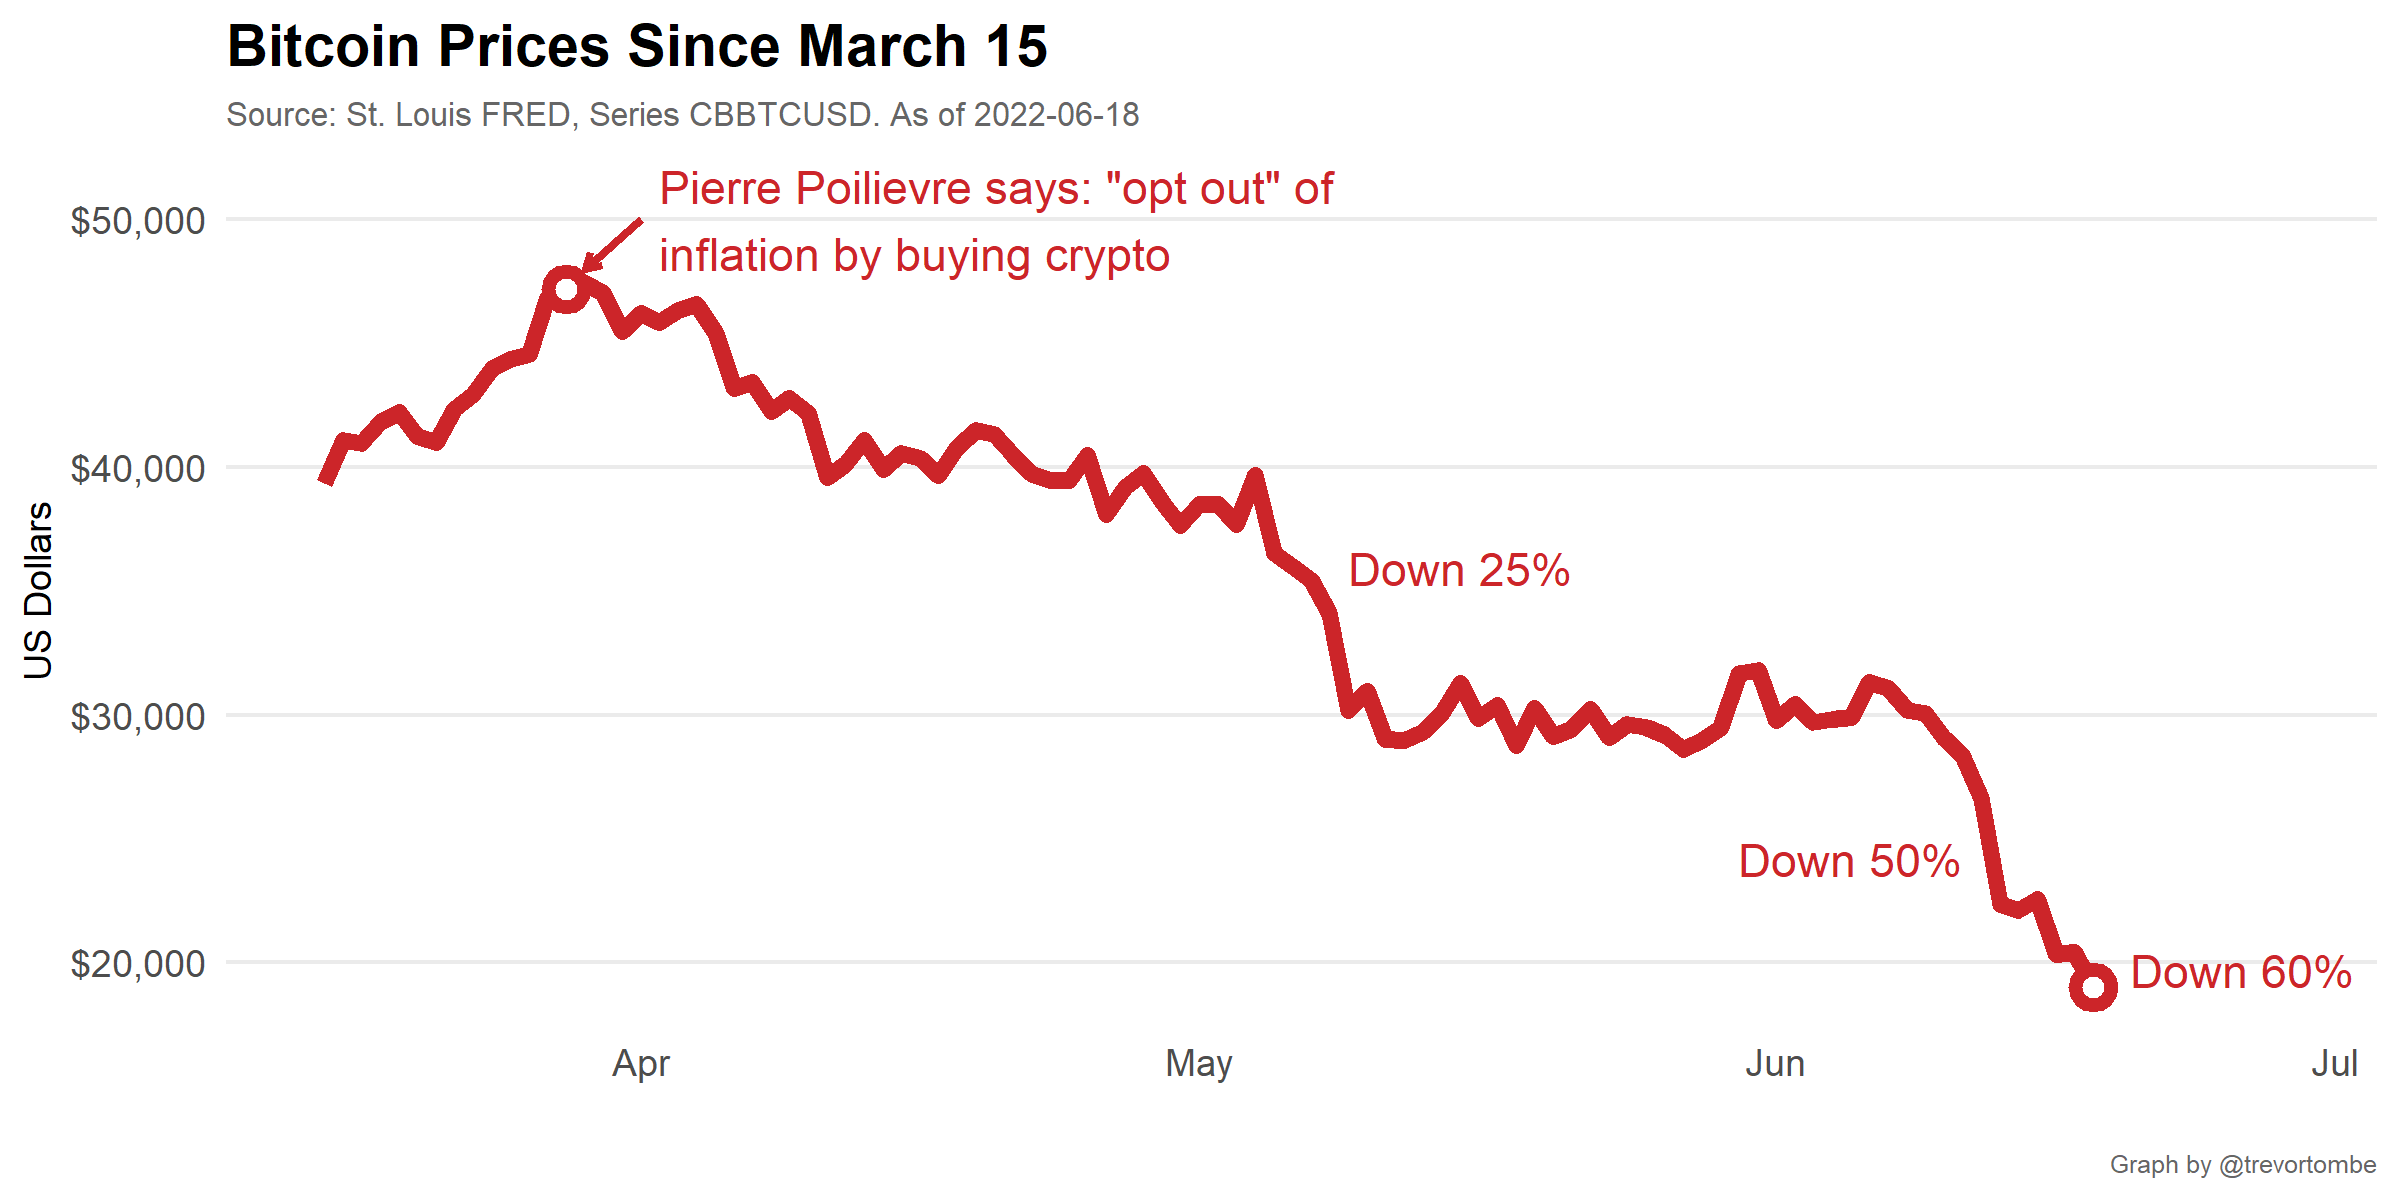 Bitcoin Prices Since March 15
Source: St. Louis FRED, Series CBBTCUSD. As of 2022-06-18
Pierre Poilievre says: "opt out" of
inflation by buying crypto
$50,000
$40,000
$30,000
$20,000
US Dollars
Down 25%
Down 50%
Down 60%
Apr May Jun Jul
Graph by @trevortombe